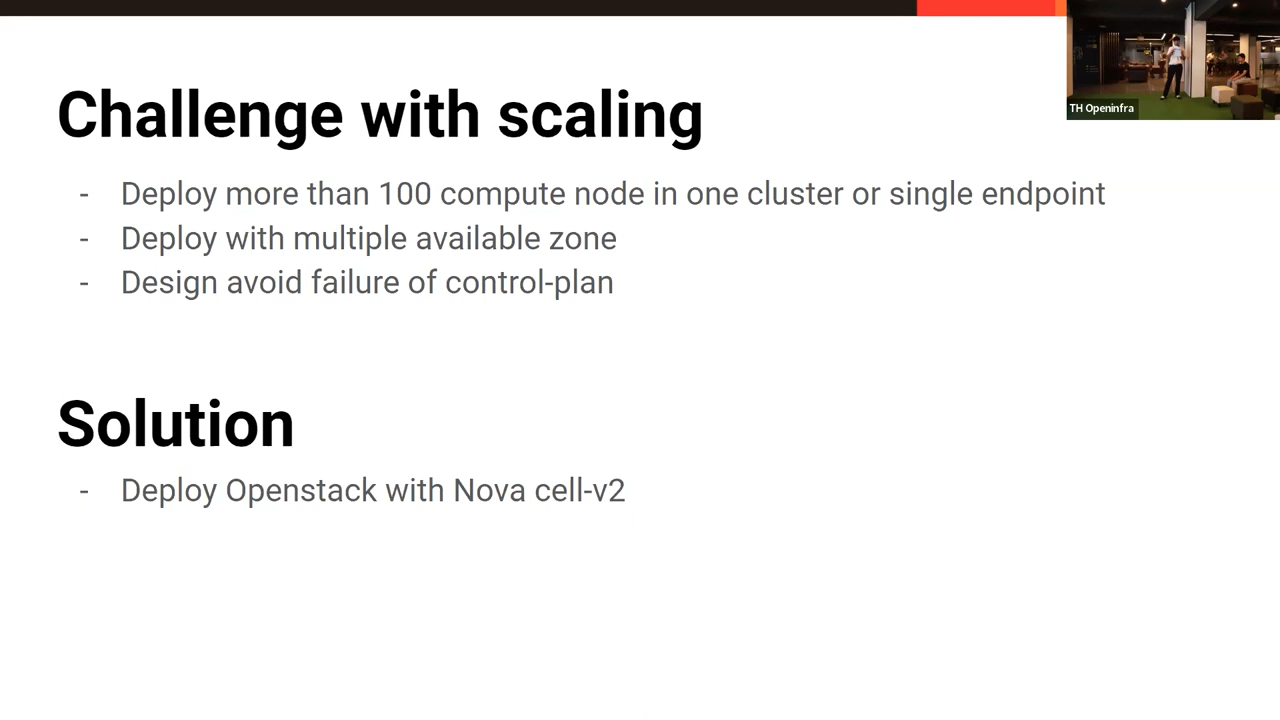 Challenge with scaling
- Deploy more than 100 compute node in one cluster or single endpoint
- Deploy with multiple available zone
- Design avoid failure of control-plan
Solution
- Deploy Openstack with Nova cell-v2
TH Openinfra